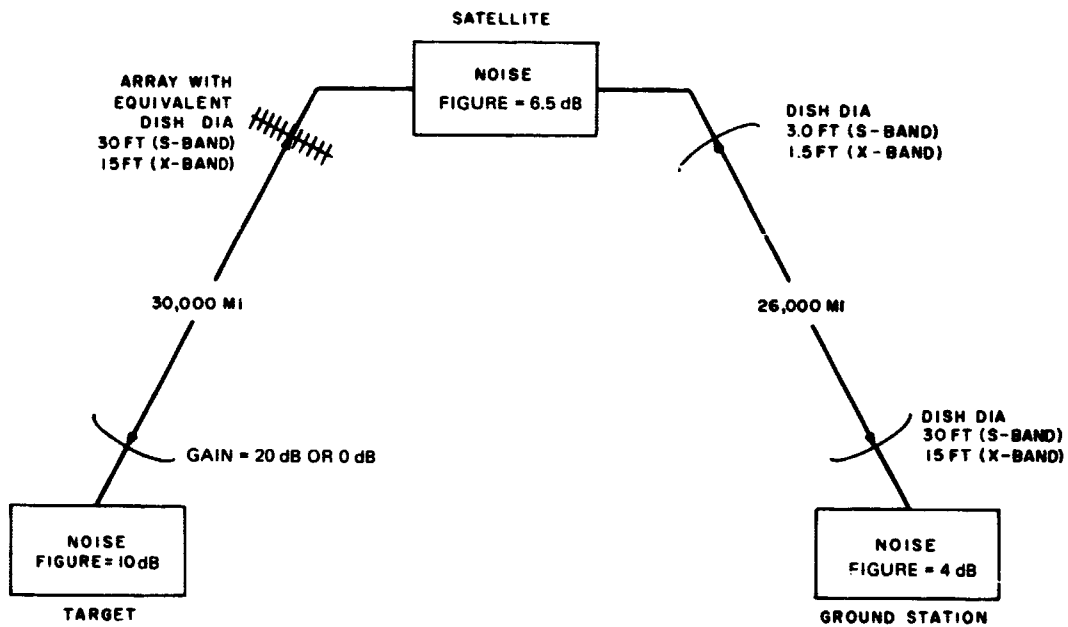 SATELLITE
NOISE
FIGURE = 6.5 dB
ARRAY WITH
EQUIVALENT
DISH DIA
30 FT (S-BAND)
15 FT (X-BAND)
DISH DIA
3.0 FT (S-BAND)
1.5 FT (X-BAND)
30,000 MI
26,000 MI
GAIN = 20 dB OR 0 dB
DISH DIA
30 FT (S-BAND)
15 FT (X-BAND)
NOISE
FIGURE = 10 dB
TARGET
NOISE
FIGURE = 4 dB
GROUND STATION